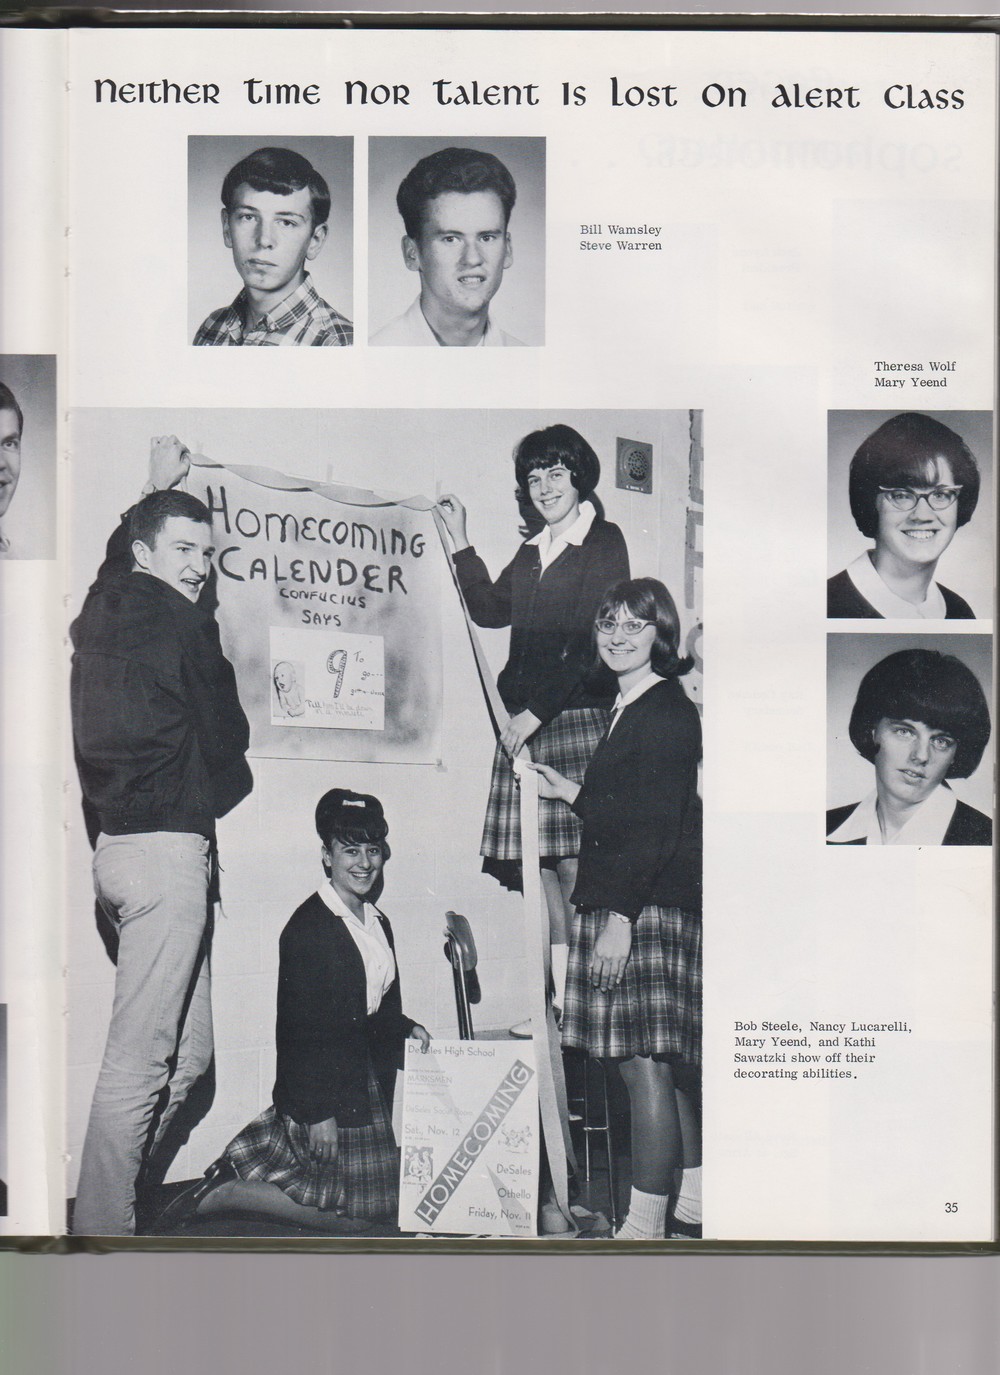 Neither Time Nor Talent Is Lost On Alert Class
Bill Wamsley
Steve Warren
Theresa Wolf
Mary Yeend
HOMECOMING
CALENDER
CONFUCIUS
SAYS
9 To
go---
DeSales High School
MARKSMEN
Sat., Nov. 12
HOMECOMING
DeSales
Othello
Friday, Nov. 11
Bob Steele, Nancy Lucarelli,
Mary Yeend, and Kathi
Sawatzki show off their
decorating abilities.
35